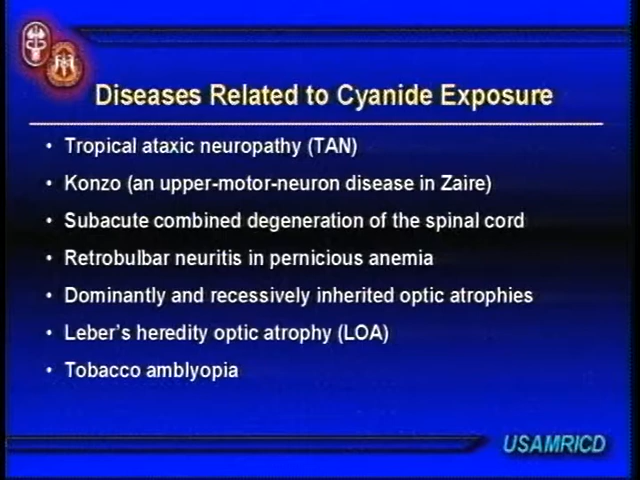 Diseases Related to Cyanide Exposure
• Tropical ataxic neuropathy (TAN)
• Konzo (an upper-motor-neuron disease in Zaire)
• Subacute combined degeneration of the spinal cord
• Retrobulbar neuritis in pernicious anemia
• Dominantly and recessively inherited optic atrophies
• Leber's heredity optic atrophy (LOA)
• Tobacco amblyopia
USAMRICD